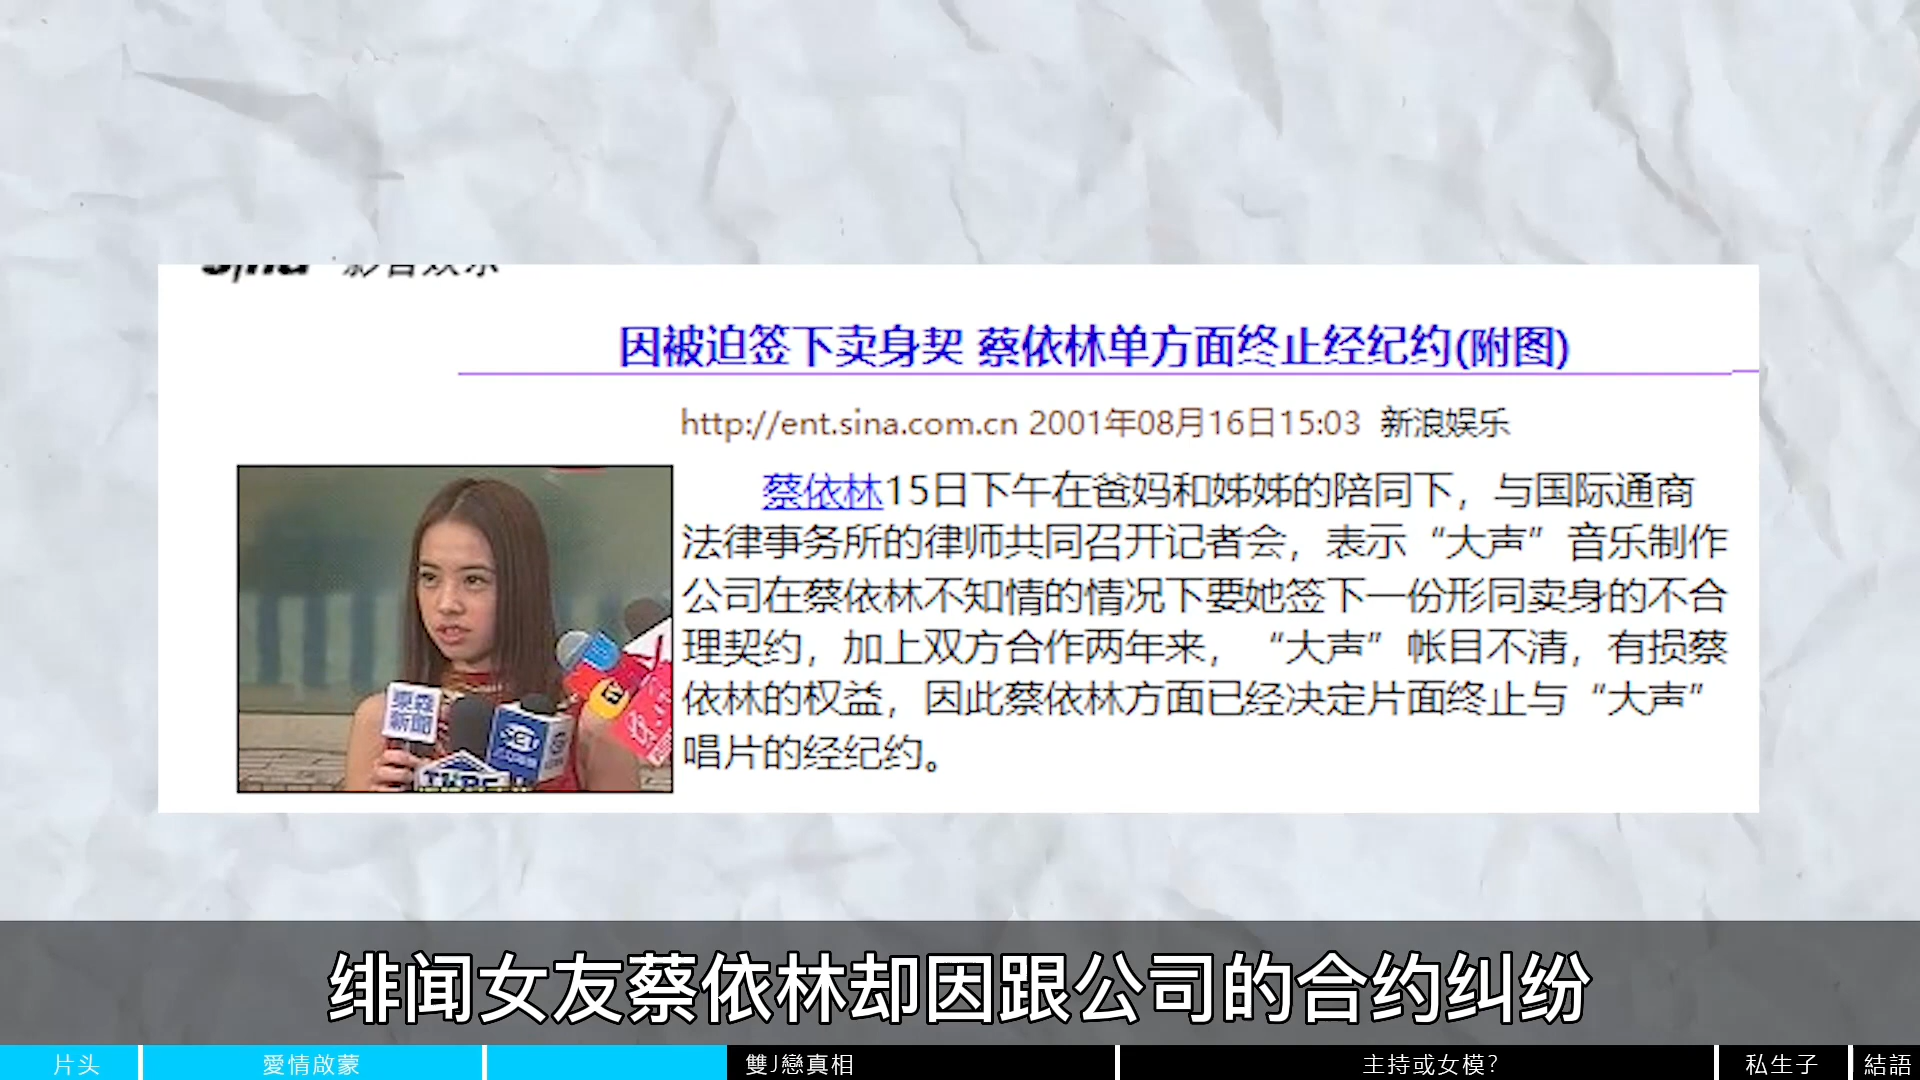 sina 影音娱乐
因被迫签下卖身契 蔡依林单方面终止经纪约(附图)
http://ent.sina.com.cn 2001年08月16日15:03 新浪娱乐
蔡依林15日下午在爸妈和姊姊的陪同下，与国际通商
法律事务所的律师共同召开记者会，表示“大声”音乐制作
公司在蔡依林不知情的情况下要她签下一份形同卖身的不合
理契约，加上双方合作两年来，“大声”帐目不清，有损蔡
依林的权益，因此蔡依林方面已经决定片面终止与“大声”
唱片的经纪约。
東森
新聞
SET
绯闻女友蔡依林却因跟公司的合约纠纷
片头 愛情啟蒙 雙J戀真相 主持或女模? 私生子 結語